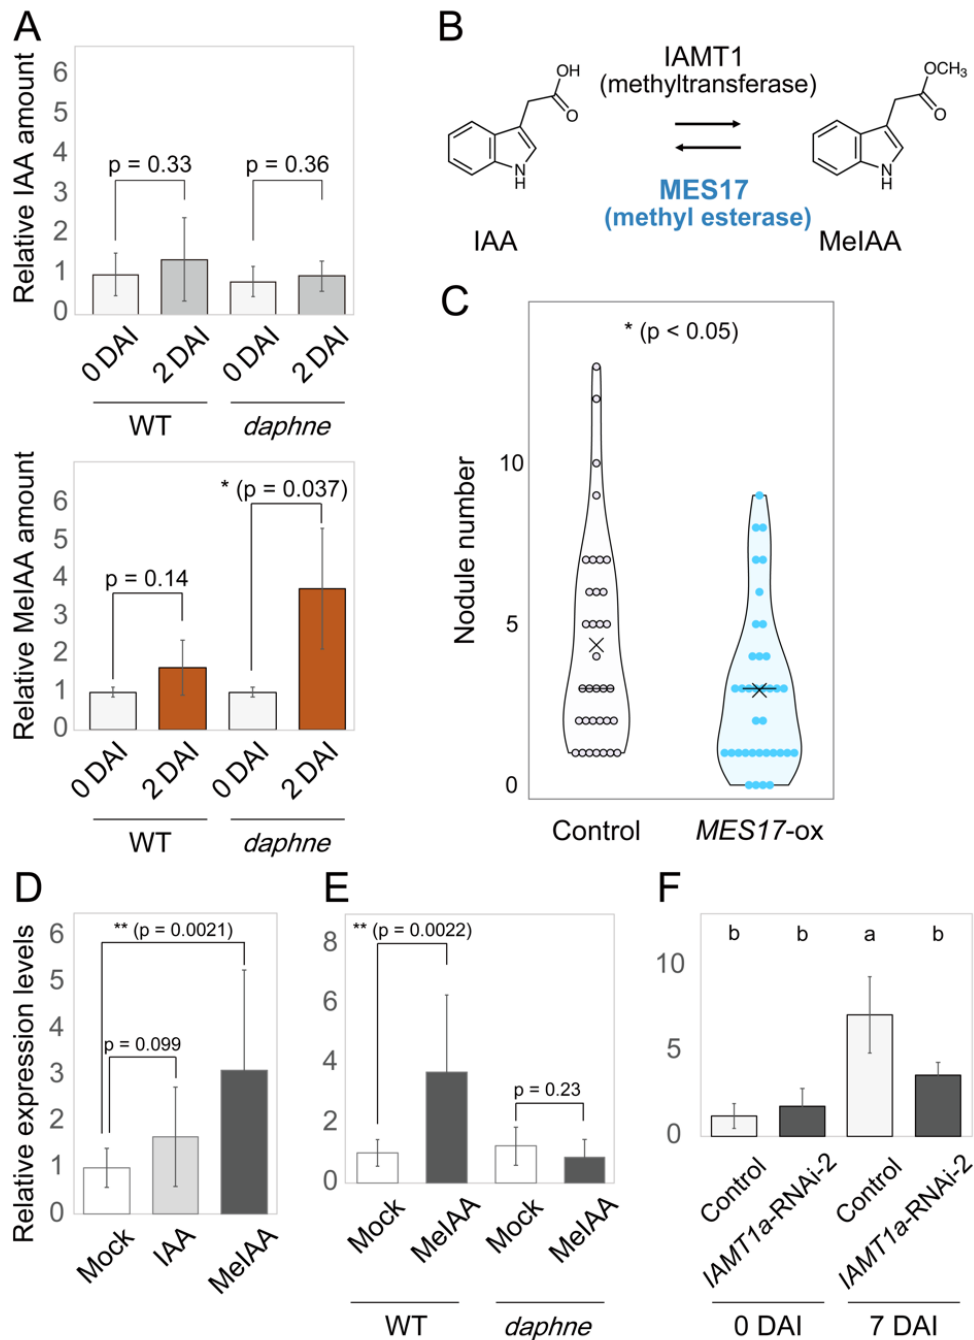 A
Relative IAA amount
6
5
4
3
2
1
0
p = 0.33
p = 0.36
0 DAI
2 DAI
0 DAI
2 DAI
WT
daphne
Relative MeIAA amount
6
5
4
3
2
1
0
p = 0.14
* (p = 0.037)
0 DAI
2 DAI
0 DAI
2 DAI
WT
daphne
B
IAMT1
(methyltransferase)
MES17
(methyl esterase)
OH
O
N
H
IAA
OCH3
O
N
H
MeIAA
C
* (p < 0.05)
Nodule number
10
5
0
Control
MES17-ox
D
Relative expression levels
6
5
4
3
2
1
0
** (p = 0.0021)
p = 0.099
Mock
IAA
MeIAA
E
8
6
4
2
0
** (p = 0.0022)
p = 0.23
Mock
MeIAA
Mock
MeIAA
WT
daphne
F
10
5
0
b
b
a
b
Control
IAMT1a-RNAi-2
Control
IAMT1a-RNAi-2
0 DAI
7 DAI